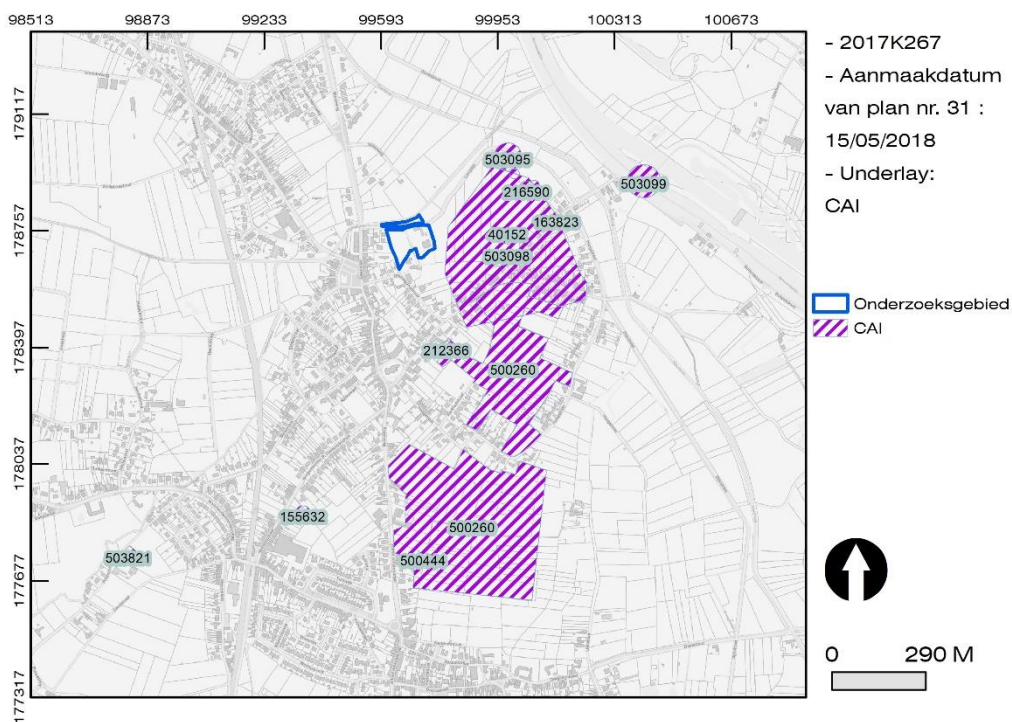 98513 98873 99233 99593 99953 100313 100673
- 2017K267
- Aanmaakdatum
van plan nr. 31 :
15/05/2018
- Underlay:
CAI
179117
178757
178397
178037
177677
177317
503095
216590
503099
163823
40152
503098
212366
500260
155632
500260
503821
500444
Onderzoeksgebied
CAI
0 290 M